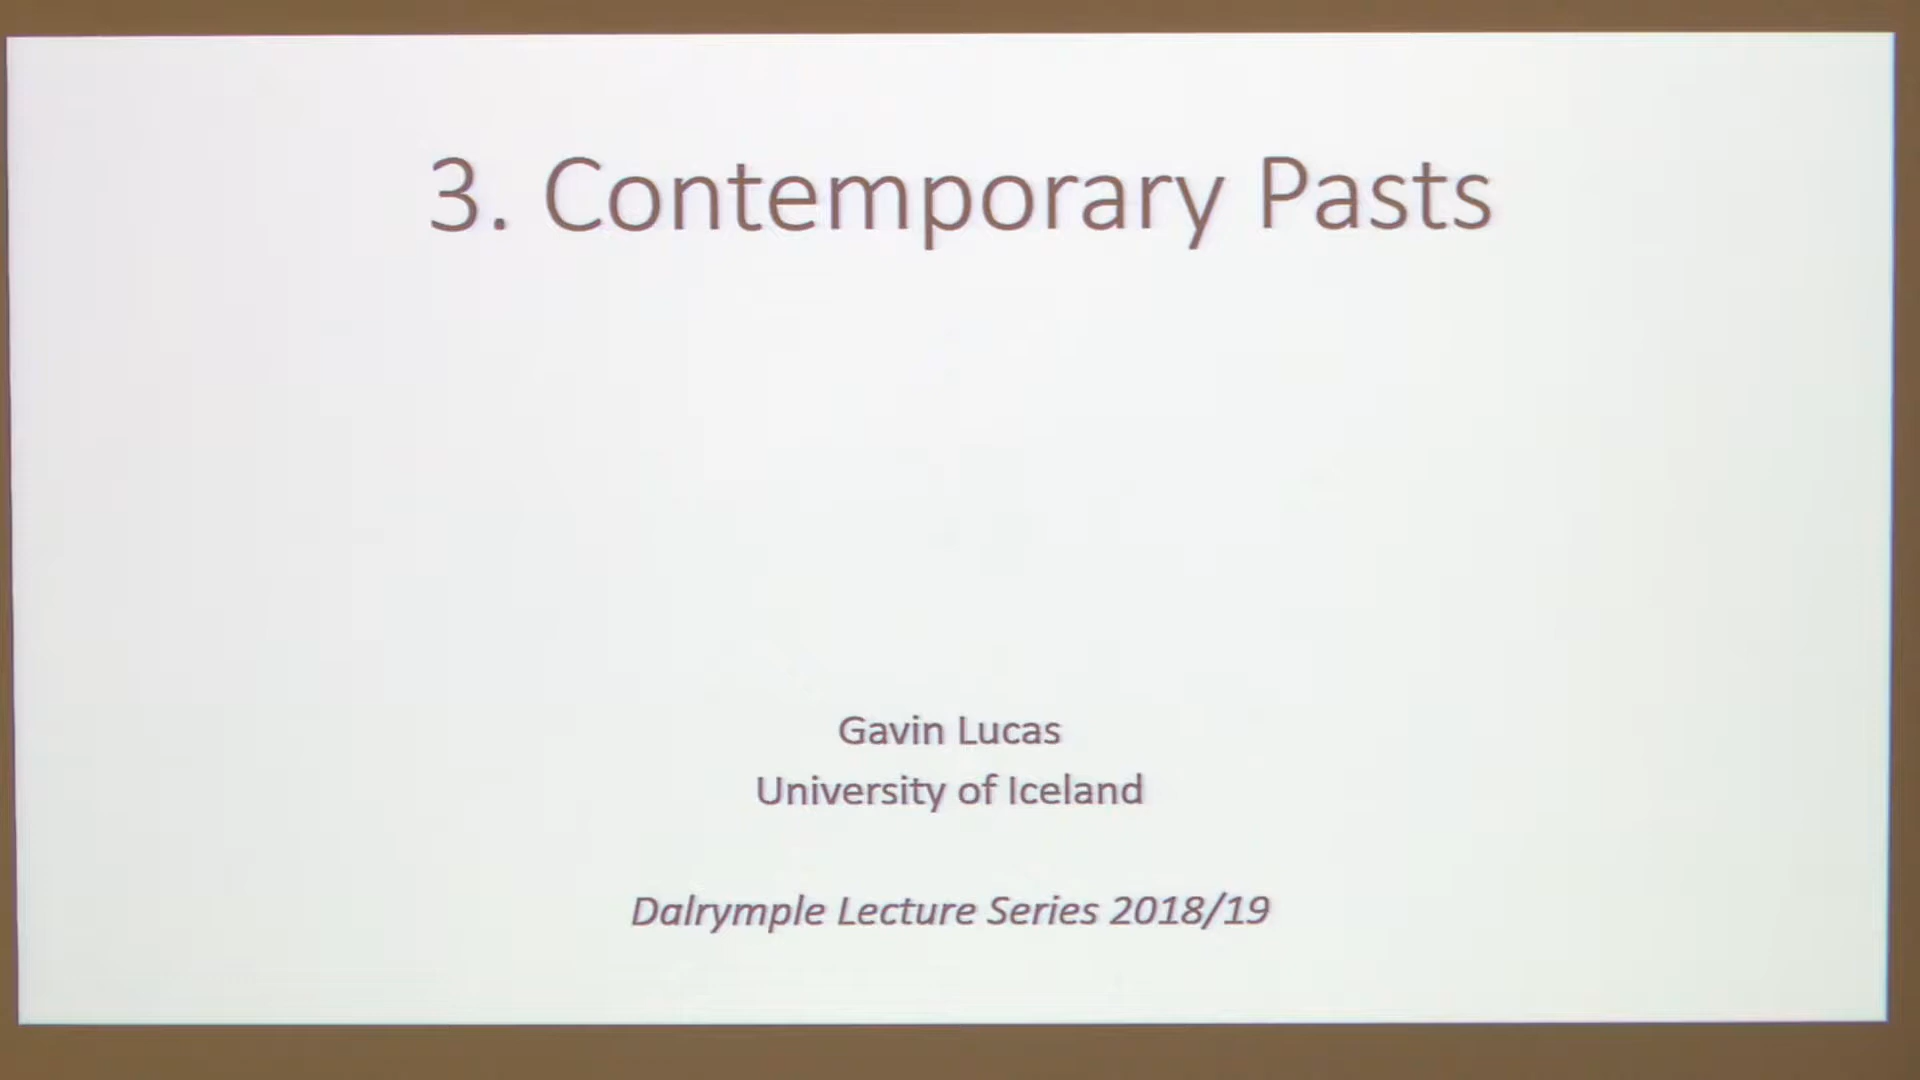 3. Contemporary Pasts
Gavin Lucas
University of Iceland
Dalrymple Lecture Series 2018/19